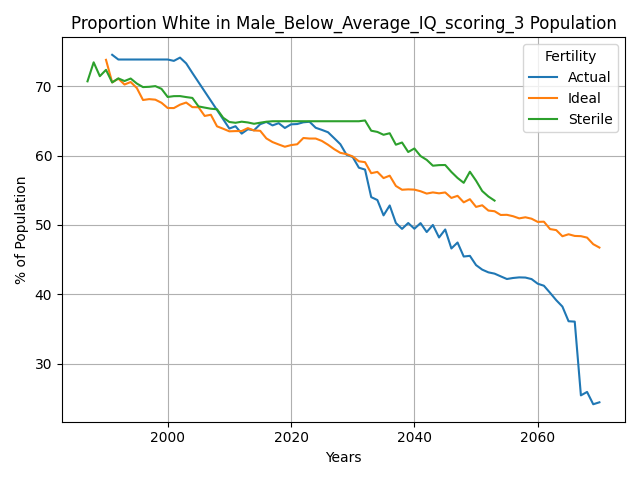 Proportion White in Male_Below_Average_IQ_scoring_3 Population
Fertility
Actual
Ideal
Sterile
% of Population
70
60
50
40
30
2000
2020
2040
2060
Years